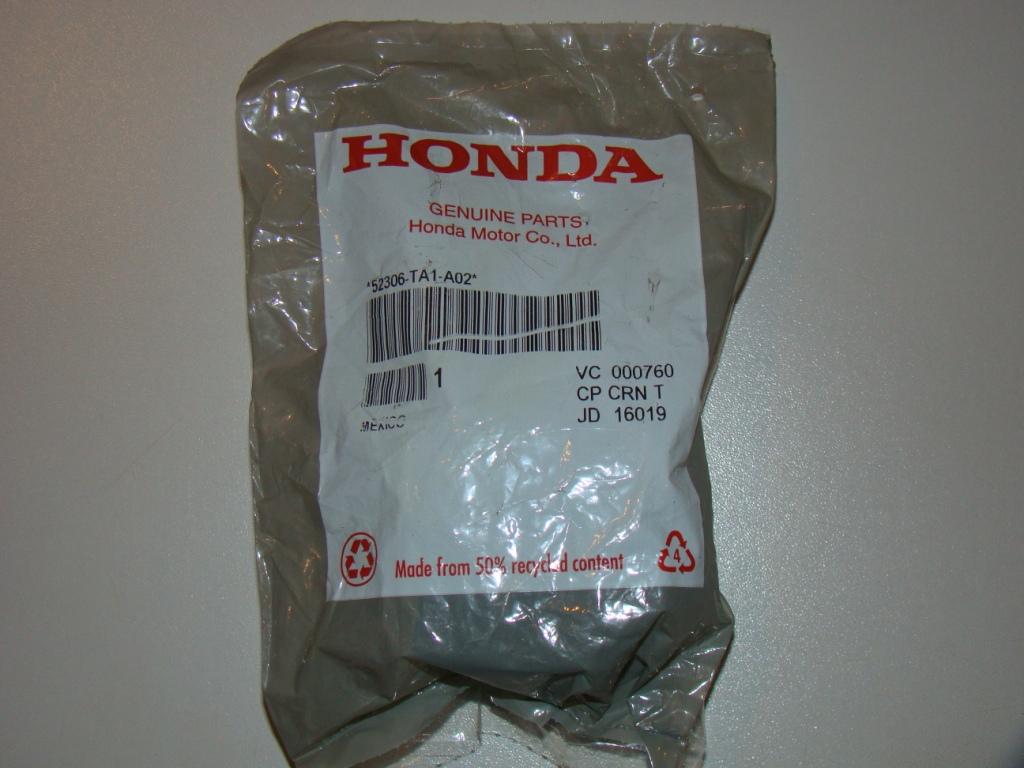 HONDA
GENUINE PARTS
Honda Motor Co., Ltd.
*52306-TA1-A02*
1
VC 000760
CP CRN T
JD 16019
MEXICO
Made from 50% recycled content
4